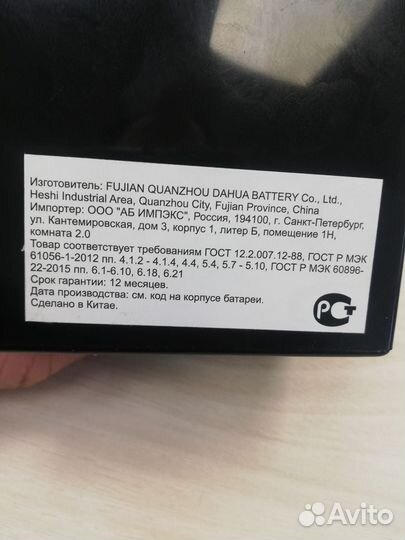 Изготовитель: FUJIAN QUANZHOU DAHUA BATTERY Co., Ltd.,
Heshi Industrial Area, Quanzhou City, Fujian Province, China
Импортер: ООО "АБ ИМПЭКС", Россия, 194100, г. Санкт-Петербург,
ул. Кантемировская, дом 3, корпус 1, литер Б, помещение 1Н,
комната 2.0
Товар соответствует требованиям ГОСТ 12.2.007.12-88, ГОСТ Р МЭК
61056-1-2012 пп. 4.1.2 - 4.1.4, 4.4, 5.4, 5.7 - 5.10, ГОСТ Р МЭК 60896-
22-2015 пп. 6.1-6.10, 6.18, 6.21
Срок гарантии: 12 месяцев.
Дата производства: см. код на корпусе батареи.
Сделано в Китае.
РСТ
Avito